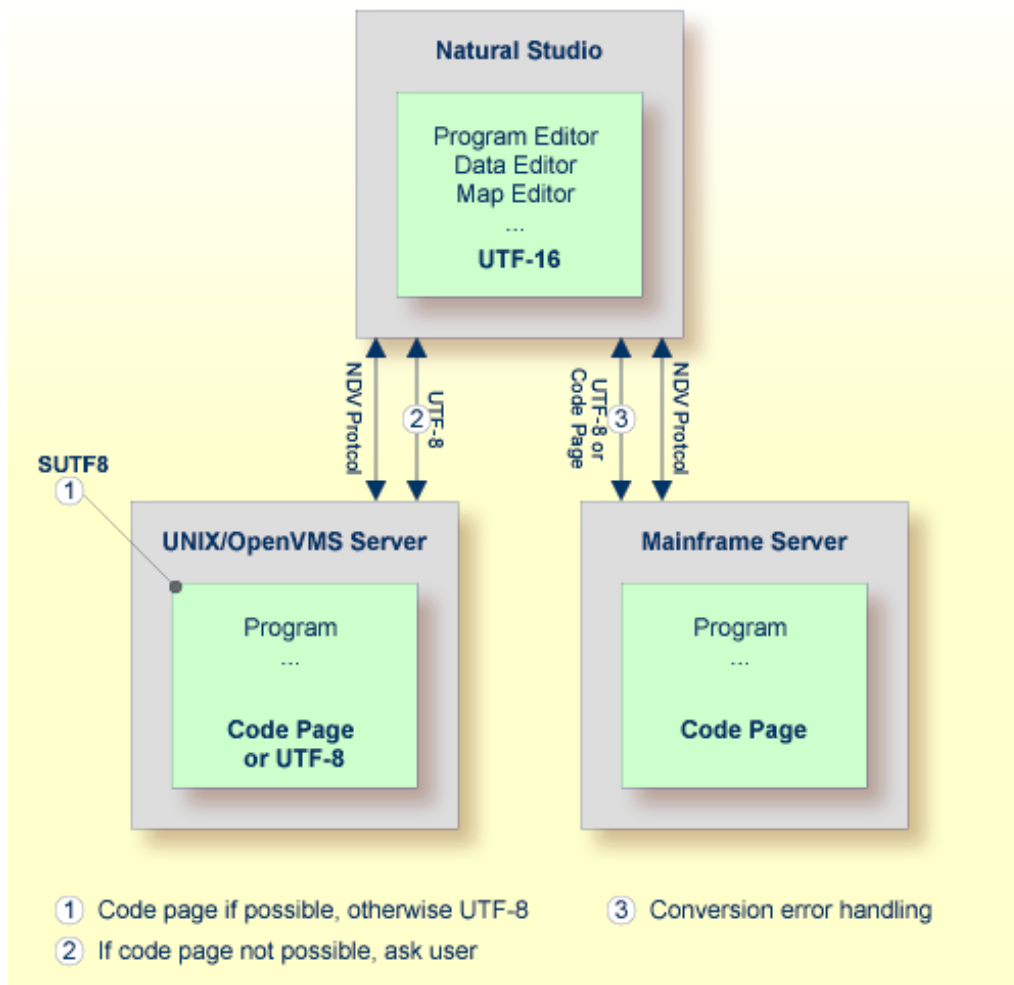 Natural Studio
Program Editor
Data Editor
Map Editor
...
UTF-16
NDV Protcol
2
UTF-8
UTF-8 or
Code Page
3
NDV Protcol
SUTF8
1
UNIX/OpenVMS Server
Program
...
Code Page
or UTF-8
Mainframe Server
Program
...
Code Page
1 Code page if possible, otherwise UTF-8
2 If code page not possible, ask user
3 Conversion error handling